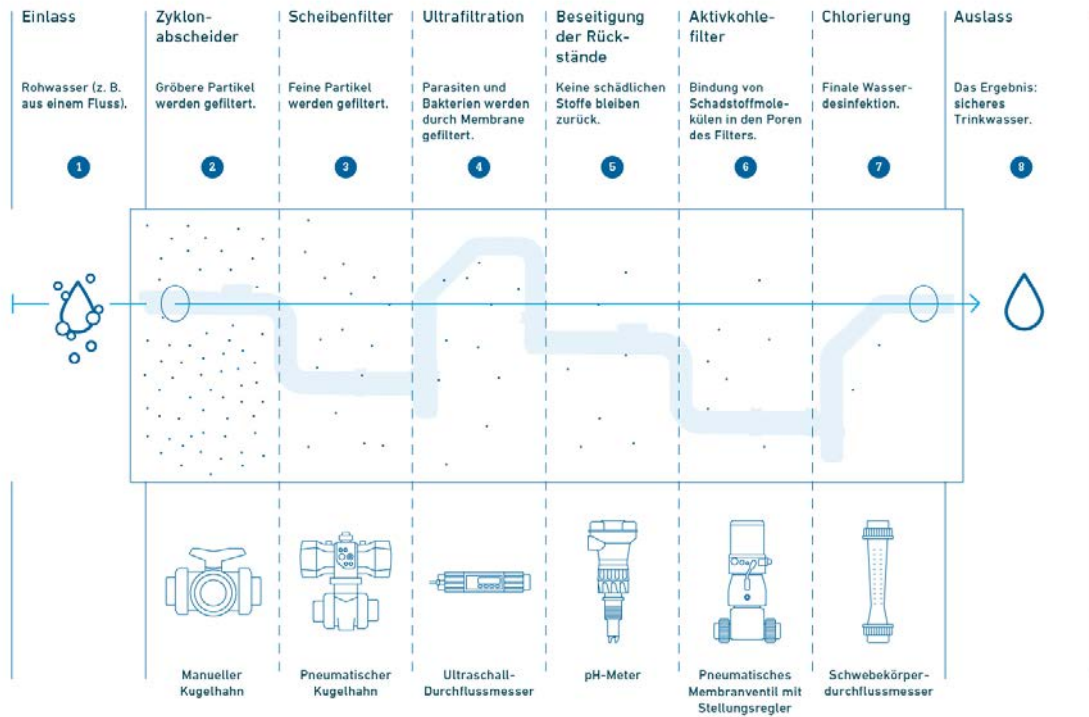 Einlass
Rohwasser (z. B.
aus einem Fluss).
1
Zyklon-
abscheider
Gröbere Partikel
werden gefiltert.
2
Scheibenfilter
Feine Partikel
werden gefiltert.
3
Ultrafiltration
Parasiten und
Bakterien werden
durch Membrane
gefiltert.
4
Beseitigung
der Rück-
stände
Keine schädlichen
Stoffe bleiben
zurück.
5
Aktivkohle-
filter
Bindung von
Schadstoffmole-
külen in den Poren
des Filters.
6
Chlorierung
Finale Wasser-
desinfektion.
7
Auslass
Das Ergebnis:
sicheres
Trinkwasser.
8
Manueller
Kugelhahn
Pneumatischer
Kugelhahn
Ultraschall-
Durchflussmesser
pH-Meter
Pneumatisches
Membranventil mit
Stellungsregler
Schwebekörper-
durchflussmesser